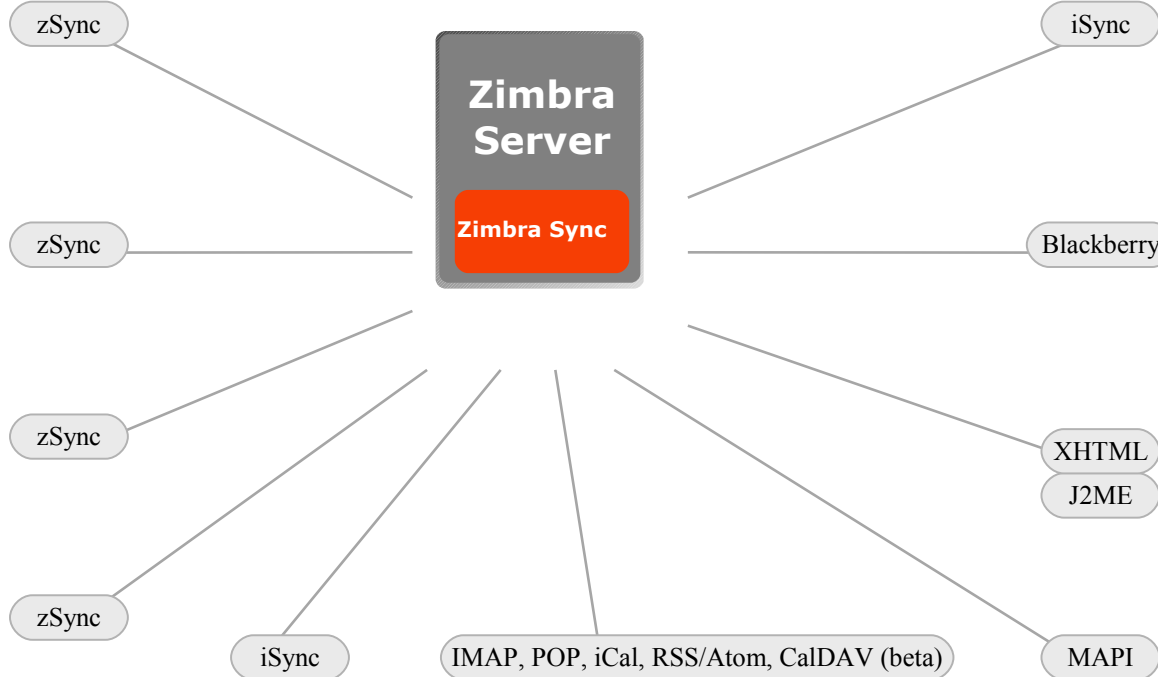 zSync
iSync
Zimbra
Server
Zimbra Sync
zSync
Blackberry
zSync
XHTML
J2ME
zSync
iSync
IMAP, POP, iCal, RSS/Atom, CalDAV (beta)
MAPI